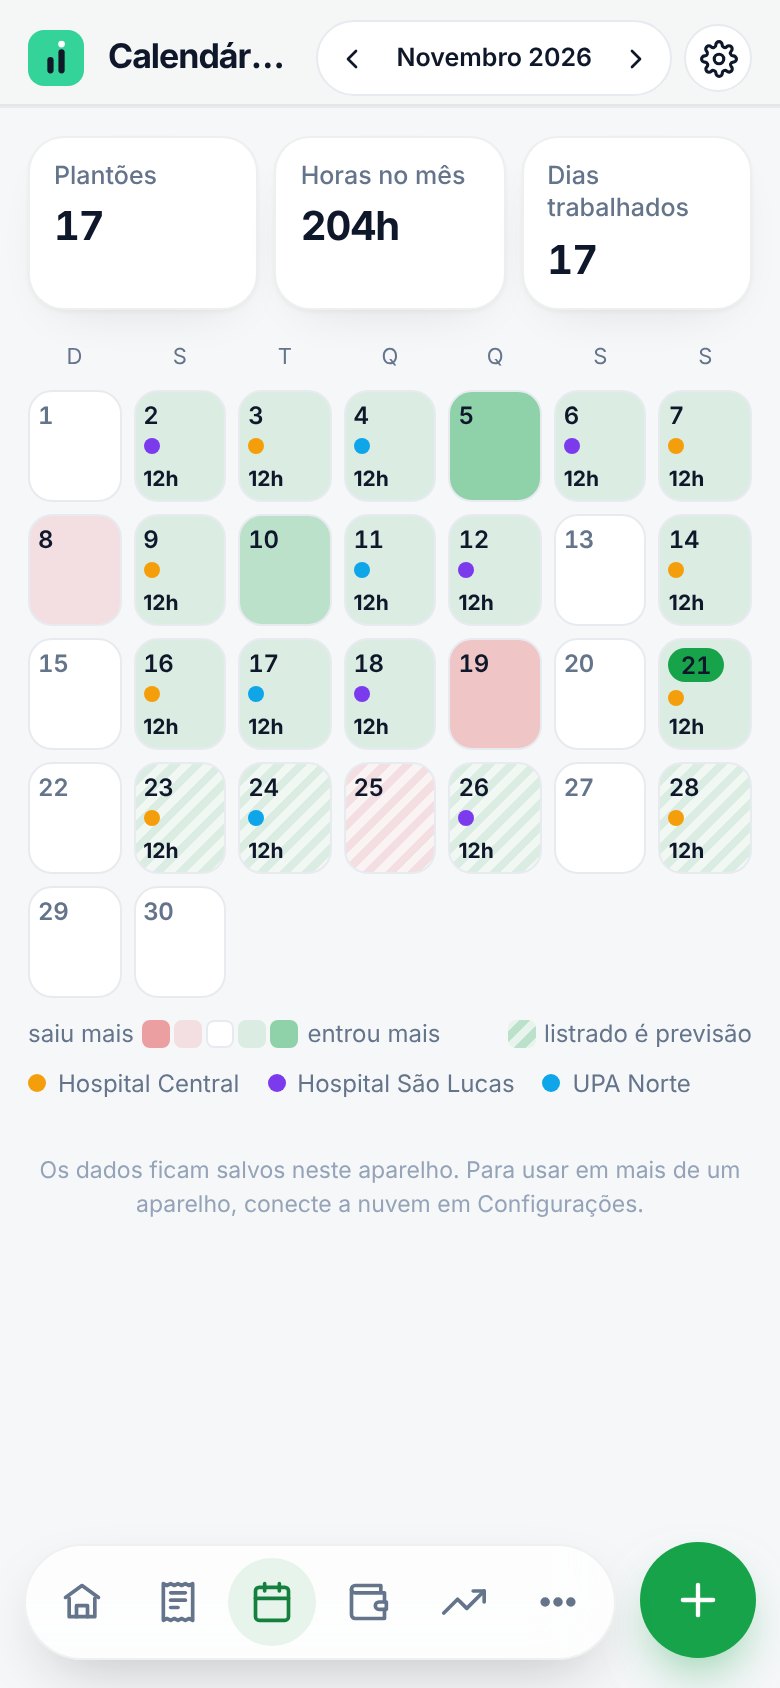 Calendár...
Novembro 2026
Plantões
17
Horas no mês
204h
Dias
trabalhados
17
D S T Q Q S S
1 2 3 4 5 6 7
12h 12h 12h 12h 12h
8 9 10 11 12 13 14
12h 12h 12h 12h
15 16 17 18 19 20 21
12h 12h 12h 12h
22 23 24 25 26 27 28
12h 12h 12h 12h
29 30
saiu mais entrou mais listrado é previsão
Hospital Central Hospital São Lucas UPA Norte
Os dados ficam salvos neste aparelho. Para usar em mais de um
aparelho, conecte a nuvem em Configurações.